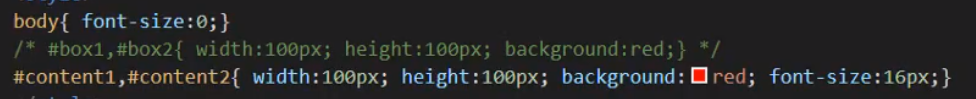 body{ font-size:0;}
/* #box1,#box2{ width:100px; height:100px; background:red;} */
#content1,#content2{ width:100px; height:100px; background:red; font-size:16px;}